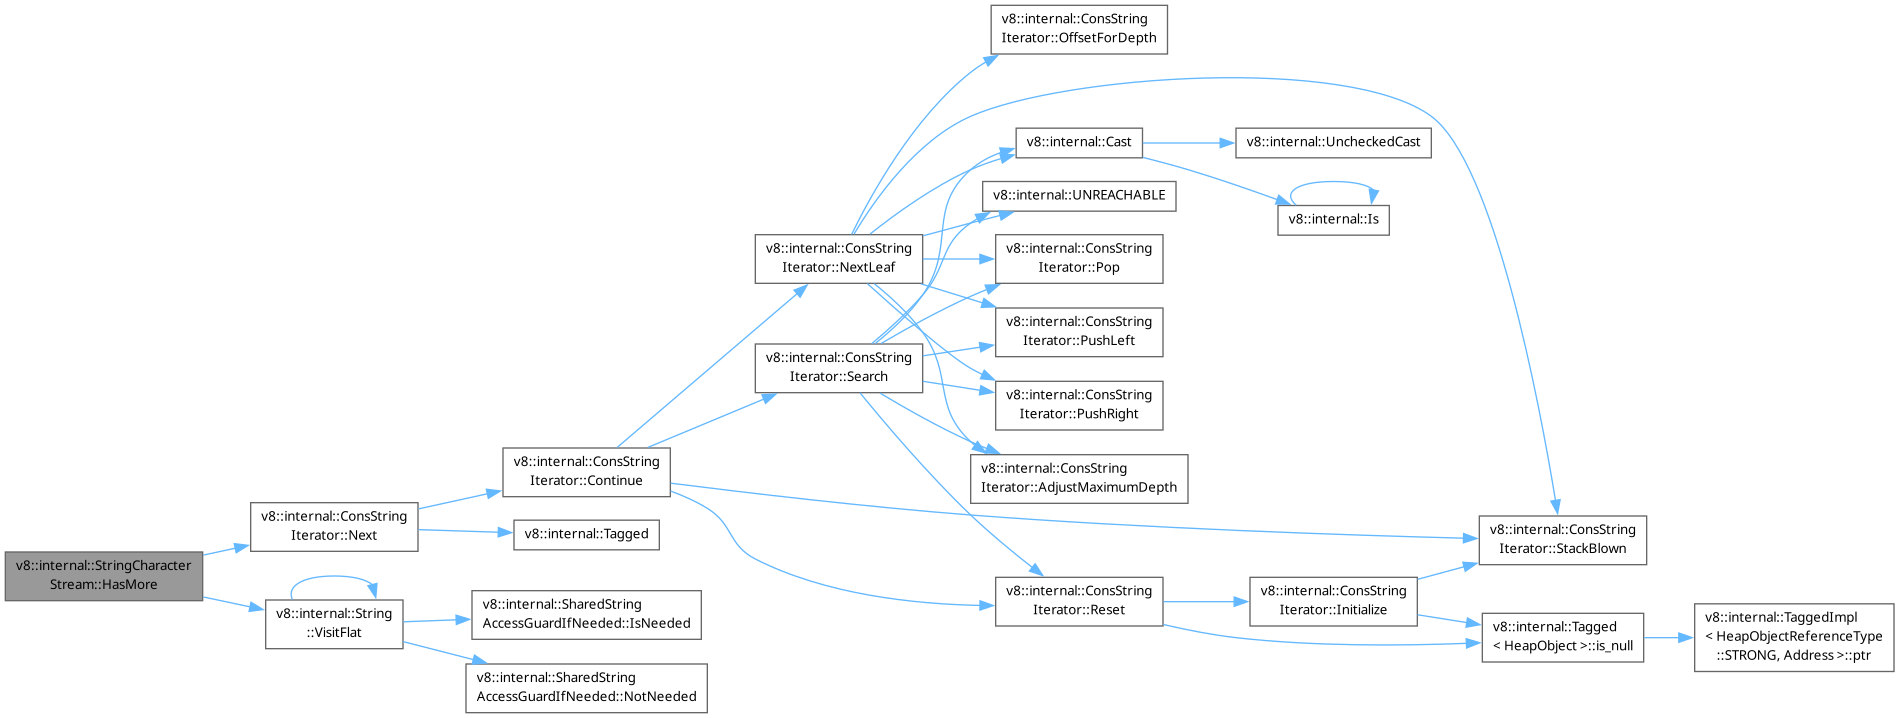 v8::internal::ConsString
Iterator::OffsetForDepth
v8::internal::Cast
v8::internal::UncheckedCast
v8::internal::UNREACHABLE
v8::internal::Is
v8::internal::ConsString
Iterator::NextLeaf
v8::internal::ConsString
Iterator::Pop
v8::internal::ConsString
Iterator::PushLeft
v8::internal::ConsString
Iterator::Search
v8::internal::ConsString
Iterator::PushRight
v8::internal::ConsString
Iterator::Continue
v8::internal::ConsString
Iterator::AdjustMaximumDepth
v8::internal::ConsString
Iterator::Next
v8::internal::Tagged
v8::internal::ConsString
Iterator::StackBlown
v8::internal::StringCharacter
Stream::HasMore
v8::internal::String
::VisitFlat
v8::internal::SharedString
AccessGuardIfNeeded::IsNeeded
v8::internal::ConsString
Iterator::Reset
v8::internal::ConsString
Iterator::Initialize
v8::internal::Tagged
< HeapObject >::is_null
v8::internal::TaggedImpl
< HeapObjectReferenceType
::STRONG, Address >::ptr
v8::internal::SharedString
AccessGuardIfNeeded::NotNeeded